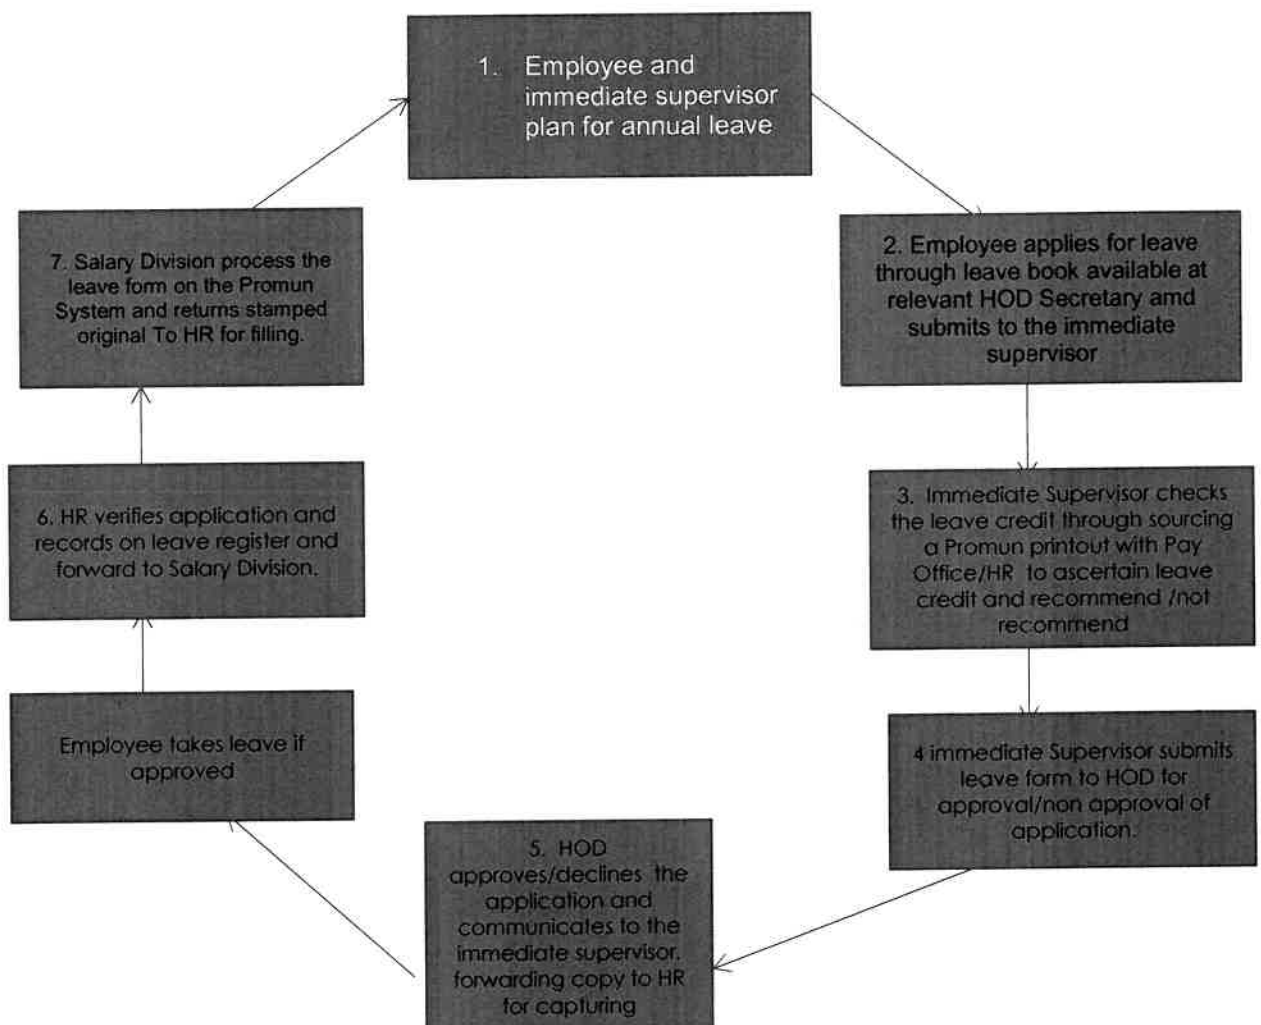 1. Employee and
immediate supervisor
plan for annual leave
2. Employee applies for leave
through leave book available at
relevant HOD Secretary amd
submits to the immediate
supervisor
3. Immediate Supervisor checks
the leave credit through sourcing
a Promun printout with Pay
Office/HR to ascertain leave
credit and recommend /not
recommend
4 immediate Supervisor submits
leave form to HOD for
approval/non approval of
application.
5. HOD
approves/declines the
application and
communicates to the
immediate supervisor.
forwarding copy to HR
for capturing
Employee takes leave if
approved
6. HR verifies application and
records on leave register and
forward to Salary Division.
7. Salary Division process the
leave form on the Promun
System and returns stamped
original To HR for filling.